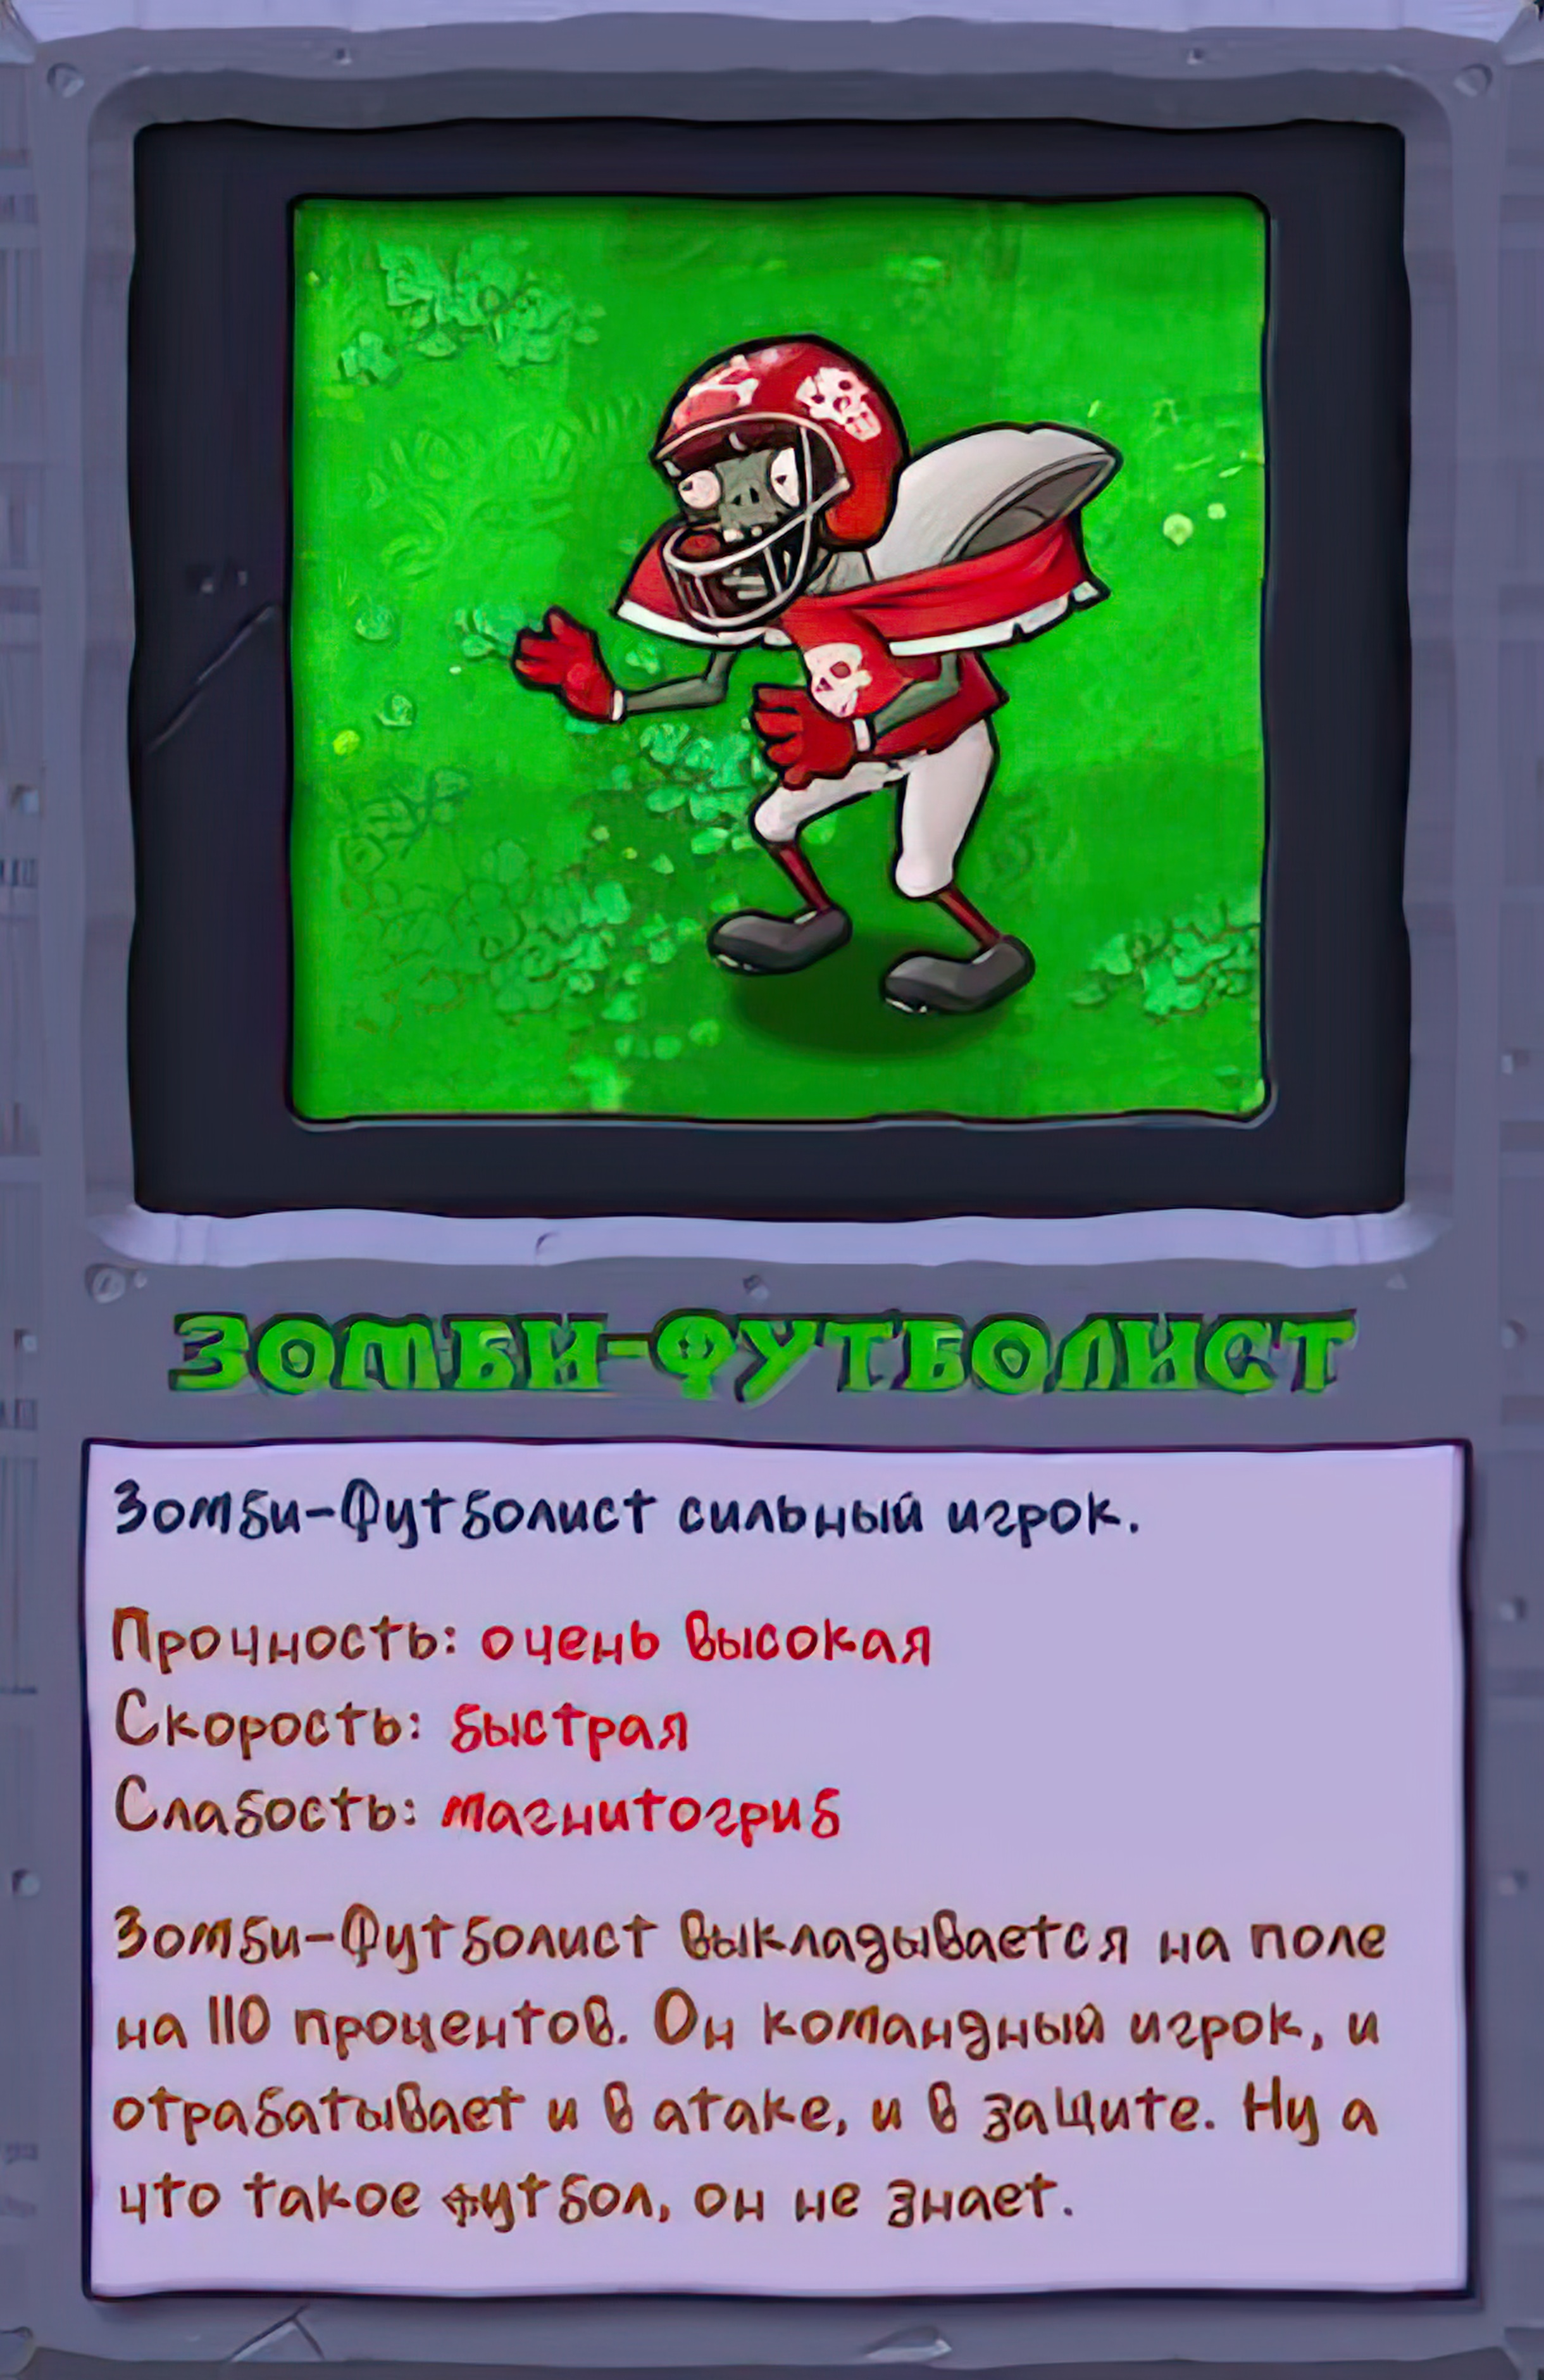 ЗОМБИ-ФУТБОЛИСТ
Зомби-Футболист сильный игрок.
Прочность: очень высокая
Скорость: быстрая
Слабость: магнитогриб
Зомби-Футболист выкладывается на поле
на 110 процентов. Он командный игрок, и
отрабатывает и в атаке, и в защите. Ну а
что такое футбол, он не знает.